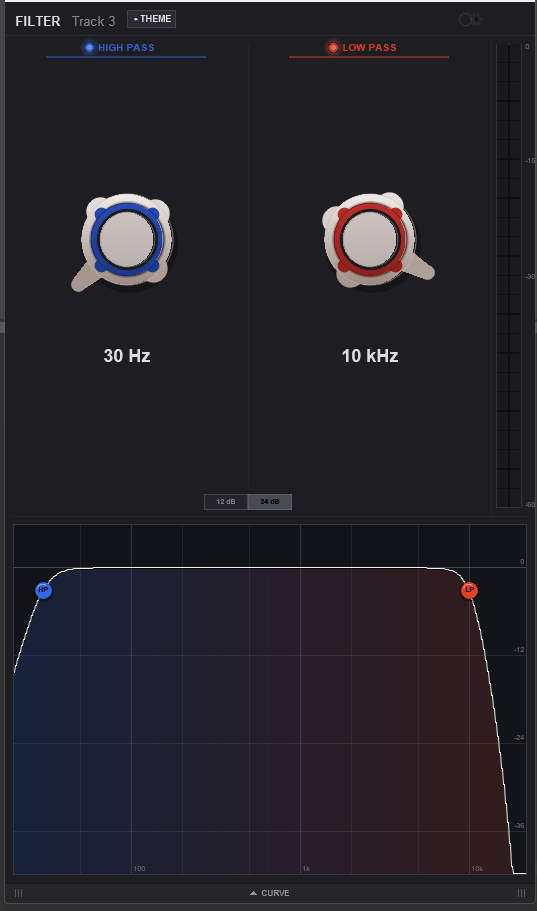 FILTER Track 3 • THEME
HIGH PASS LOW PASS
0
-15
-30
30 Hz 10 kHz
12 dB 24 dB
-60
0
HP LP
-12
-24
-36
100 1k 10k
CURVE